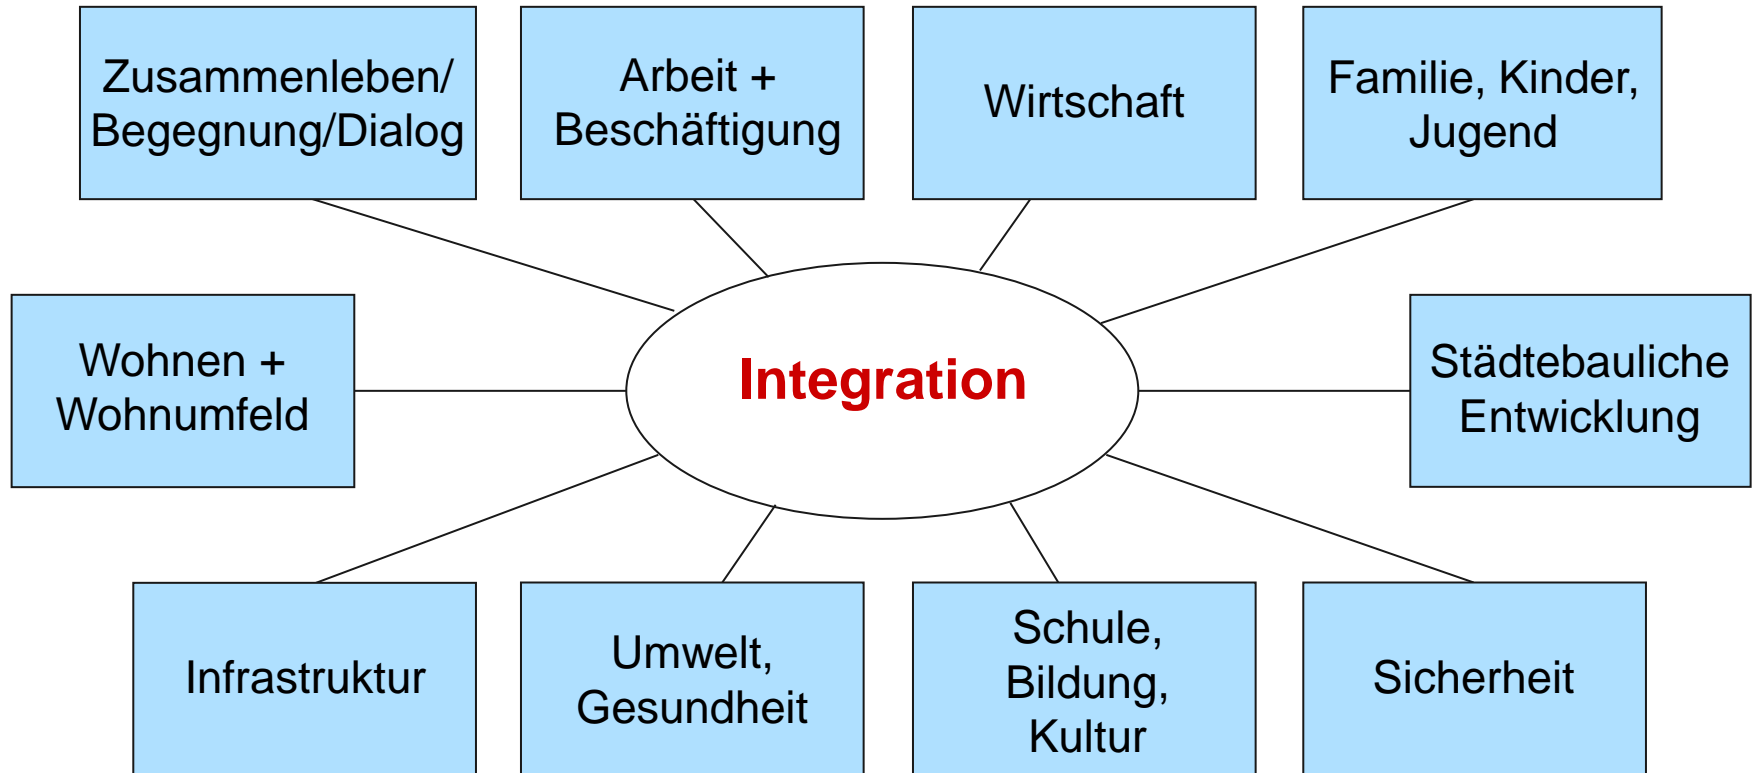 Zusammenleben/
Begegnung/Dialog
Arbeit +
Beschäftigung
Wirtschaft
Familie, Kinder,
Jugend
Wohnen +
Wohnumfeld
Integration
Städtebauliche
Entwicklung
Infrastruktur
Umwelt,
Gesundheit
Schule,
Bildung,
Kultur
Sicherheit